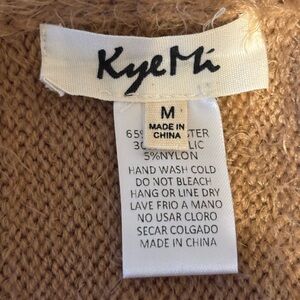 KyeMi
M
MADE IN
CHINA
5%NYLON
HAND WASH COLD
DO NOT BLEACH
HANG OR LINE DRY
LAVE FRIO A MANO
NO USAR CLORO
SECAR COLGADO
MADE IN CHINA